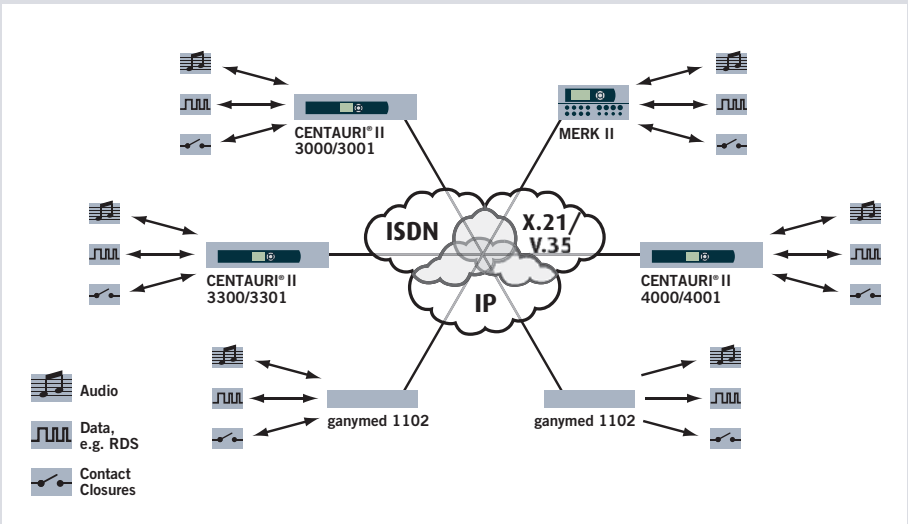 CENTAURI® II
3000/3001
MERK II
ISDN
X.21/
V.35
CENTAURI® II
3300/3301
CENTAURI® II
4000/4001
IP
Audio
ganymed 1102
ganymed 1102
Data,
e.g. RDS
Contact
Closures